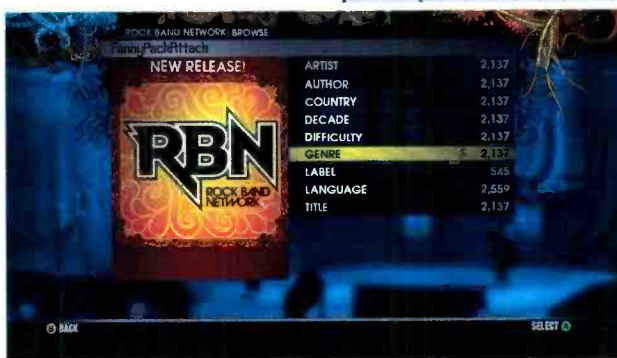 ROCK BAND NETWORK: BROWSE
FannyPackAttack
NEW RELEASE!
RBN
ROCK BAND
NETWORK
ARTIST 2,137
AUTHOR 2,137
COUNTRY 2,137
DECADE 2,137
DIFFICULTY 2,137
GENRE 2,137
LABEL 545
LANGUAGE 2,559
TITLE 2,137
B BACK
SELECT A